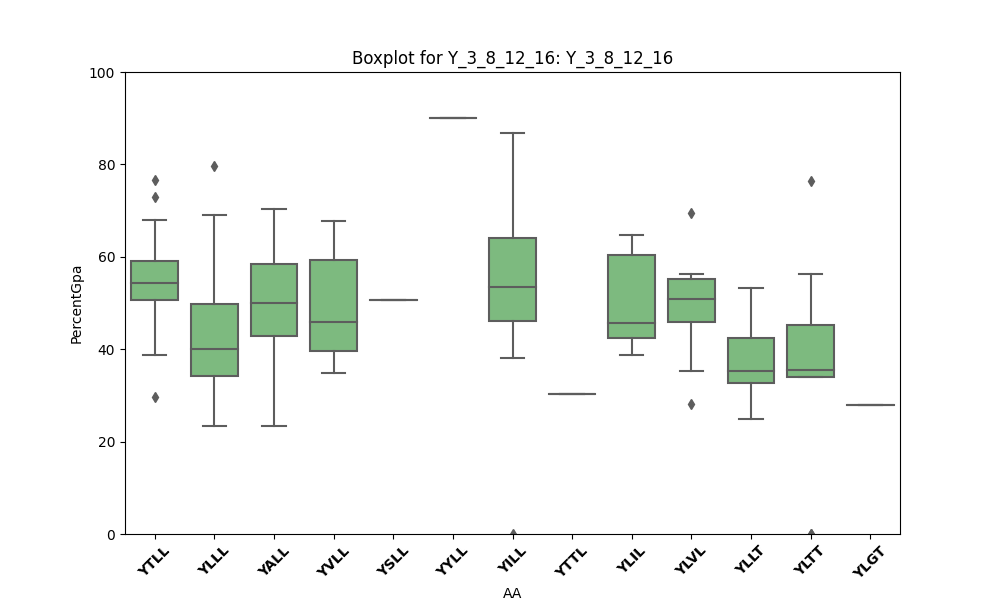 Boxplot for Y_3_8_12_16: Y_3_8_12_16
100
80
60
40
20
0
PercentGpa
YTLL YLLL YALL YVLL YSLL YYLL YILL YTTL YLIL YLVL YLLT YLTT YLGT
AA